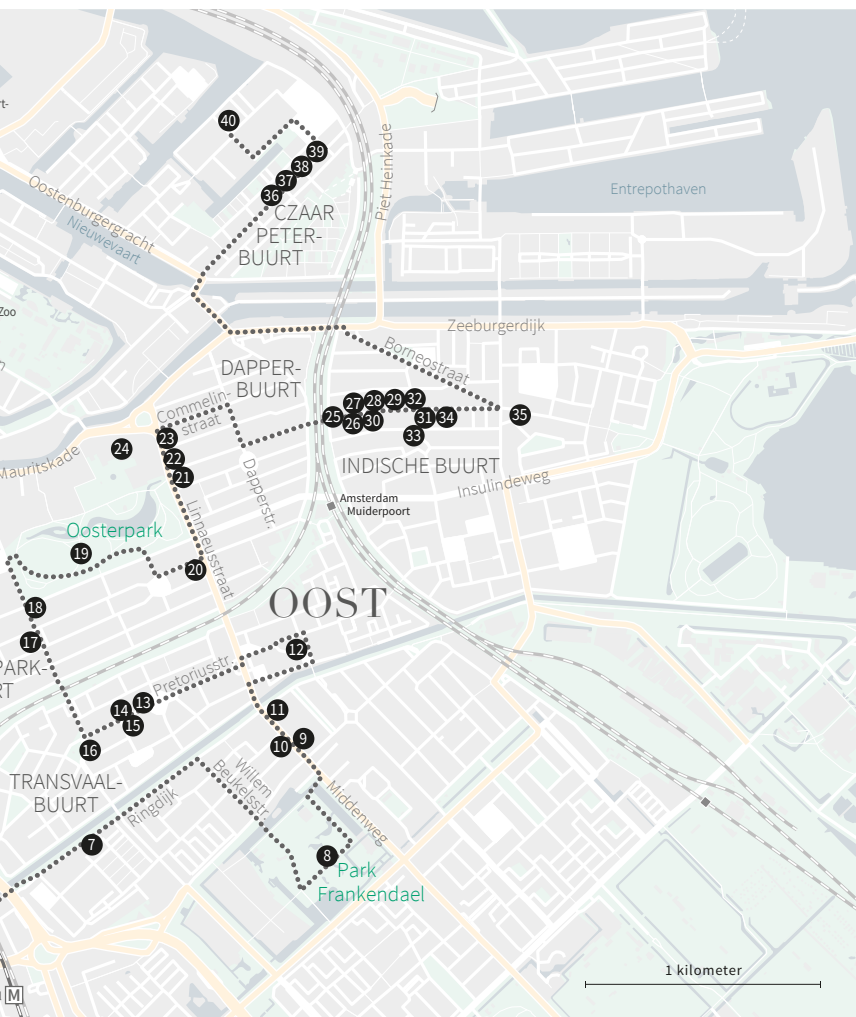 rt-
40
39
38
37
36
CZAAR
PETER-
BUURT
Piet Heinkade
Entrepothaven
Oostenburgergracht
Nieuwevaart
Zoo
Zeeburgerdijk
Borneostraat
DAPPER-
BUURT
Commelin-
straat
27
28
29
32
25
26
30
31
34
35
33
23
24
22
21
Mauritskade
INDISCHE BUURT
Insulindeweg
Dapperstr.
Linnaeusstraat
Amsterdam
Muiderpoort
Oosterpark
19
20
OOST
18
17
PARK-
RT
12
Pretoriusstr.
13
14
15
16
11
9
10
TRANSVAAL-
BUURT
Ringdijk
Willem
Beukelsstr.
Middenweg
7
8
Park
Frankendael
1 kilometer
M